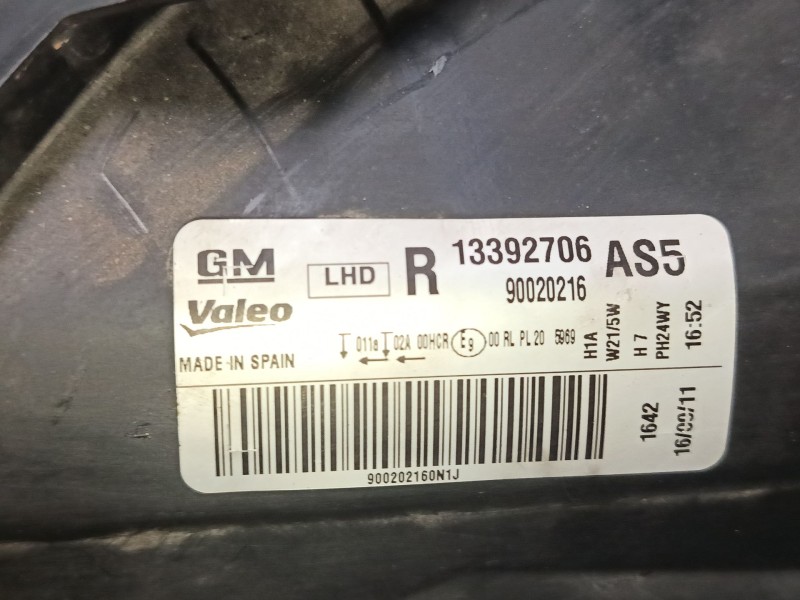 GM
LHD
R
13392706
AS5
Valeo
90020216
MADE IN SPAIN
011a 02A 00HCR E9 00 RL PL 20 5969
H1A
W21/5W
H 7
PH24WY
16:52
1642
16/09/11
900202160N1J